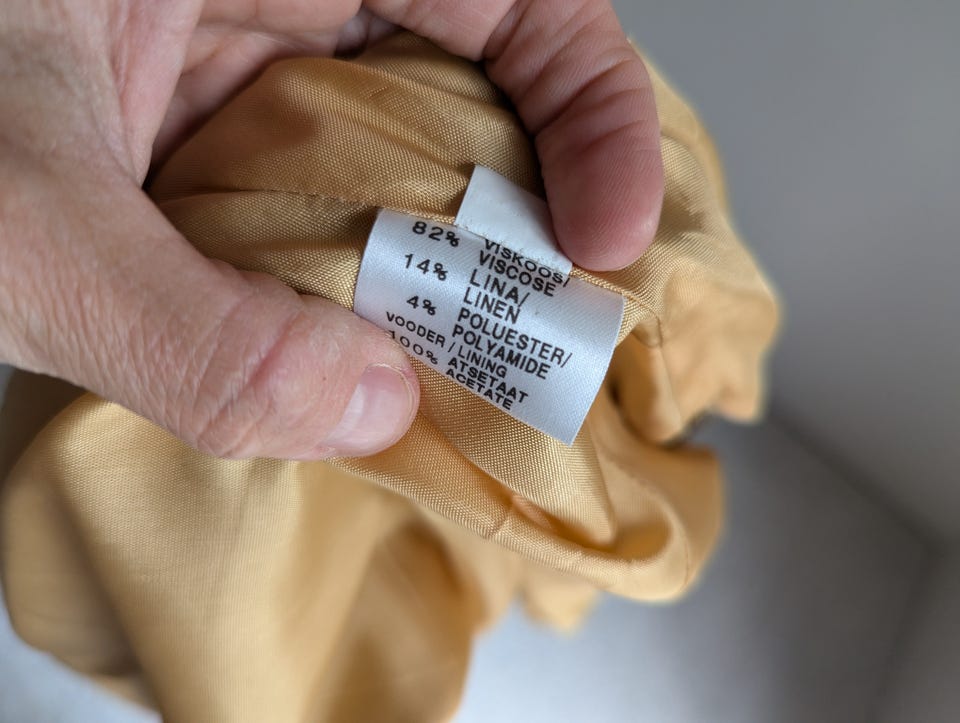 82% VISKOOS/
VISCOSE
14% LINA/
LINEN
4% POLUESTER/
POLYAMIDE
VOODER / LINING
100% ATSETAAT
ACETATE